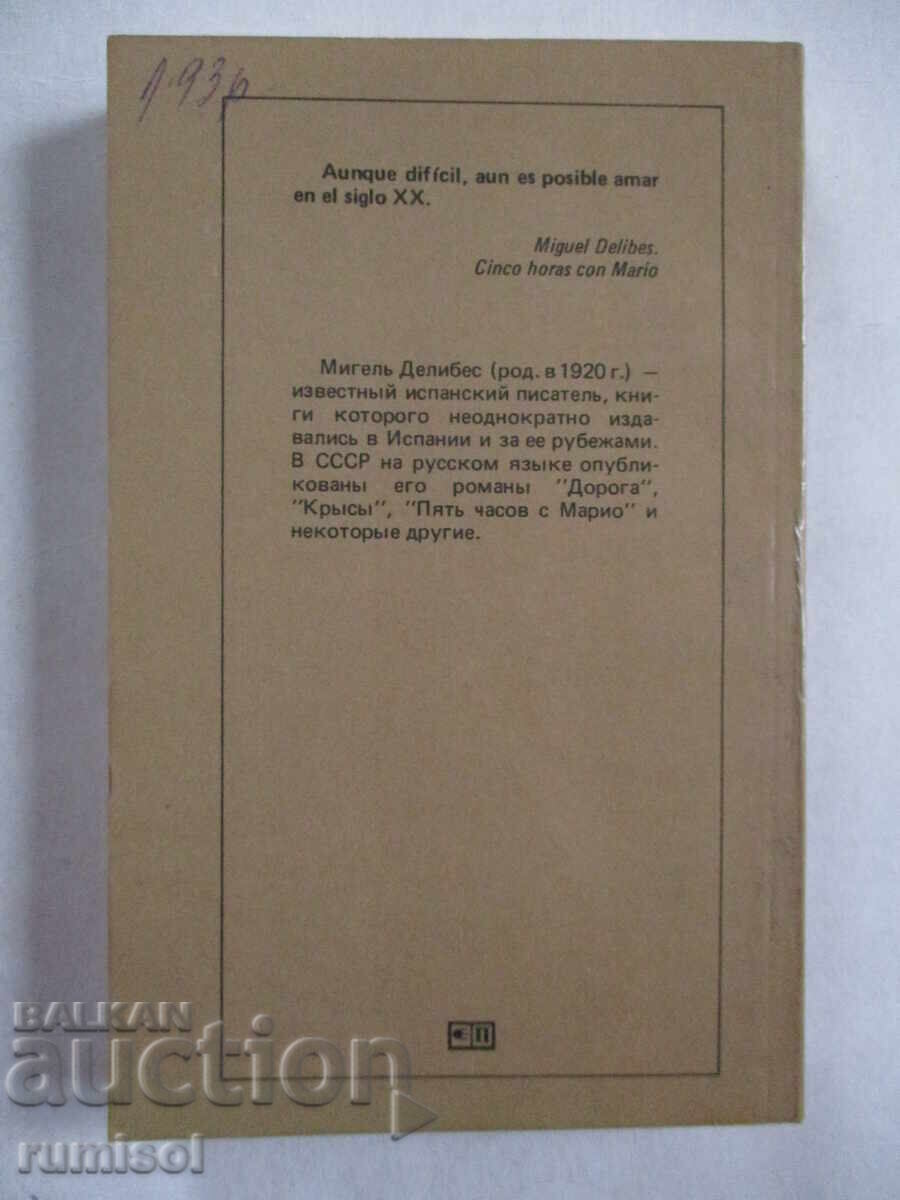 1.93
Aunque difícil, aun es posible amar
en el siglo XX.
Miguel Delibes.
Cinco horas con Mario
Мигель Делибес (род. в 1920 г.) —
известный испанский писатель, кни-
ги которого неоднократно изда-
вались в Испании и за ее рубежами.
В СССР на русском языке опубли-
кованы его романы "Дорога",
"Крысы", "Пять часов с Марио" и
некоторые другие.
BALKAN
auction
rumisol